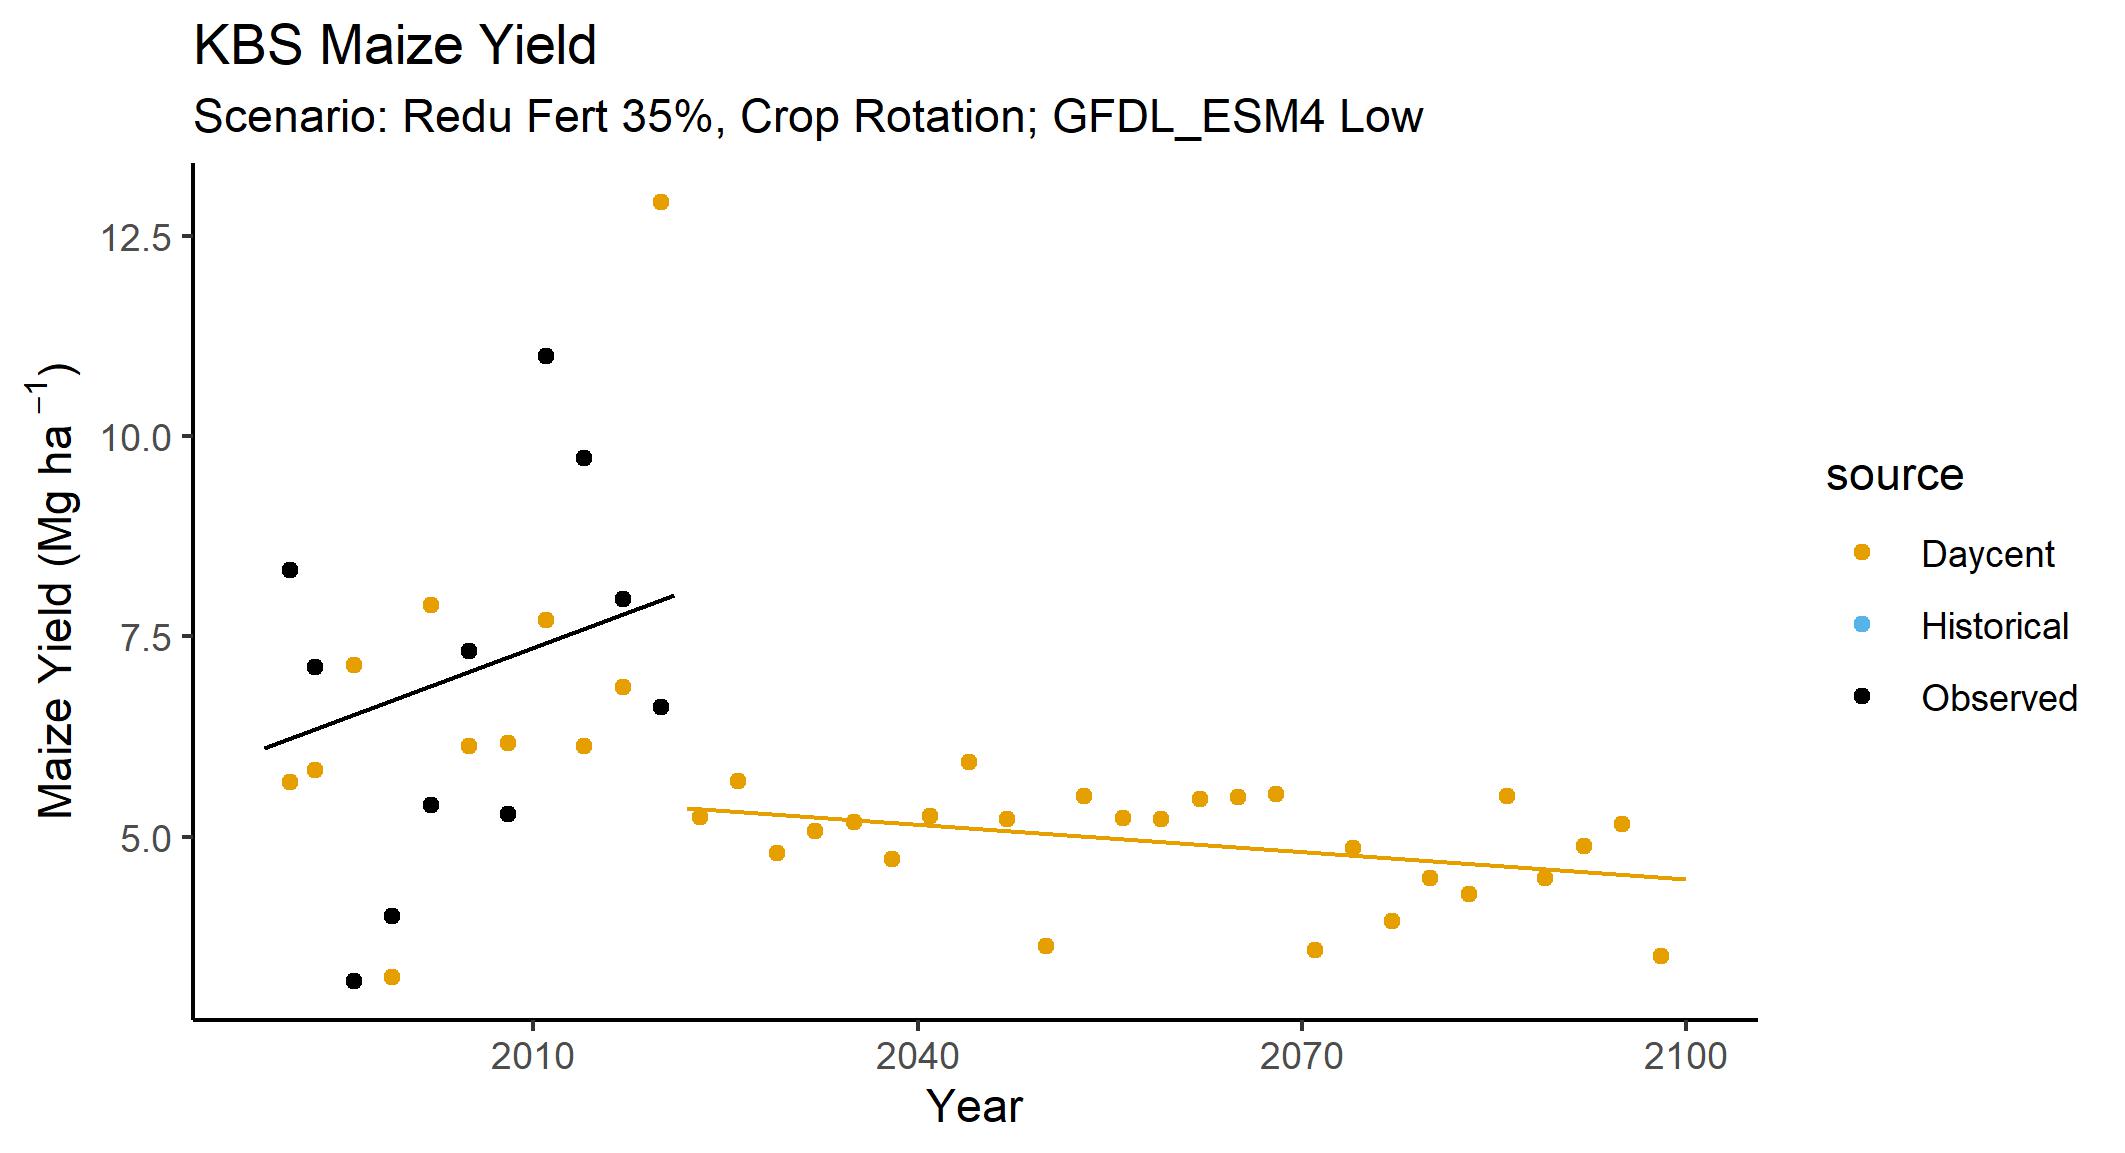 KBS Maize Yield
Scenario: Redu Fert 35%, Crop Rotation; GFDL_ESM4 Low
Maize Yield (Mg ha⁻¹)
12.5
10.0
7.5
5.0
2010
2040
2070
2100
Year
source
Daycent
Historical
Observed